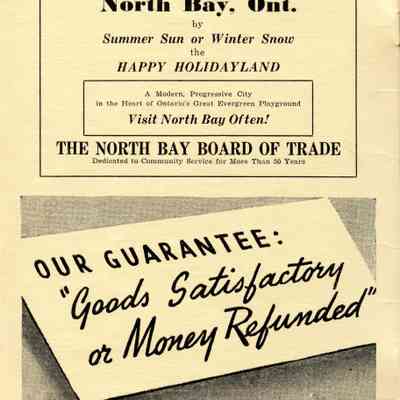 North Bay, Ont.
by
Summer Sun or Winter Snow
the
HAPPY HOLIDAYLAND
A Modern, Progressive City
in the Heart of Ontario's Great Evergreen Playground
Visit North Bay Often!
THE NORTH BAY BOARD OF TRADE
Dedicated to Community Service for More Than 50 Years
OUR GUARANTEE:
"Goods Satisfactory
or Money Refunded"